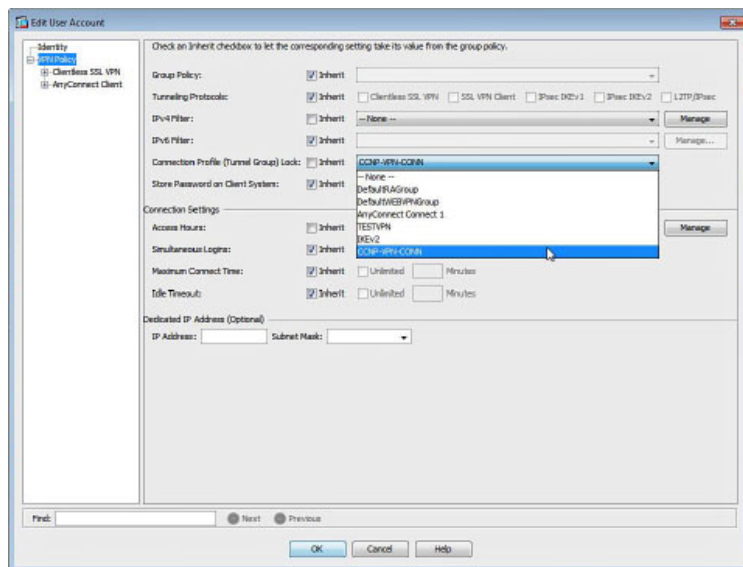 Edit User Account
Identity
VPN Policy
Clientless SSL VPN
AnyConnect Client
Check an Inherit checkbox to let the corresponding setting take its value from the group policy.
Group Policy: Inherit
Tunneling Protocols: Inherit Clientless SSL VPN SSL VPN Client IPsec IKEv1 IPsec IKEv2 L2TP/IPsec
IPv4 Filter: Inherit -- None -- Manage
IPv6 Filter: Inherit Manage...
Connection Profile (Tunnel Group) Lock: Inherit CCNP-VPN-CONN
-- None --
Store Password on Client System: Inherit
DefaultRAGroup
DefaultWEBVPNGroup
AnyConnect Connect 1
TESTVPN
IKEv2
CCNP-VPN-CONN
Connection Settings
Access Hours: Inherit Manage
Simultaneous Logins: Inherit
Maximum Connect Time: Inherit Unlimited Minutes
Idle Timeout: Inherit Unlimited Minutes
Dedicated IP Address (Optional)
IP Address: Subnet Mask:
Find: Next Previous
OK Cancel Help